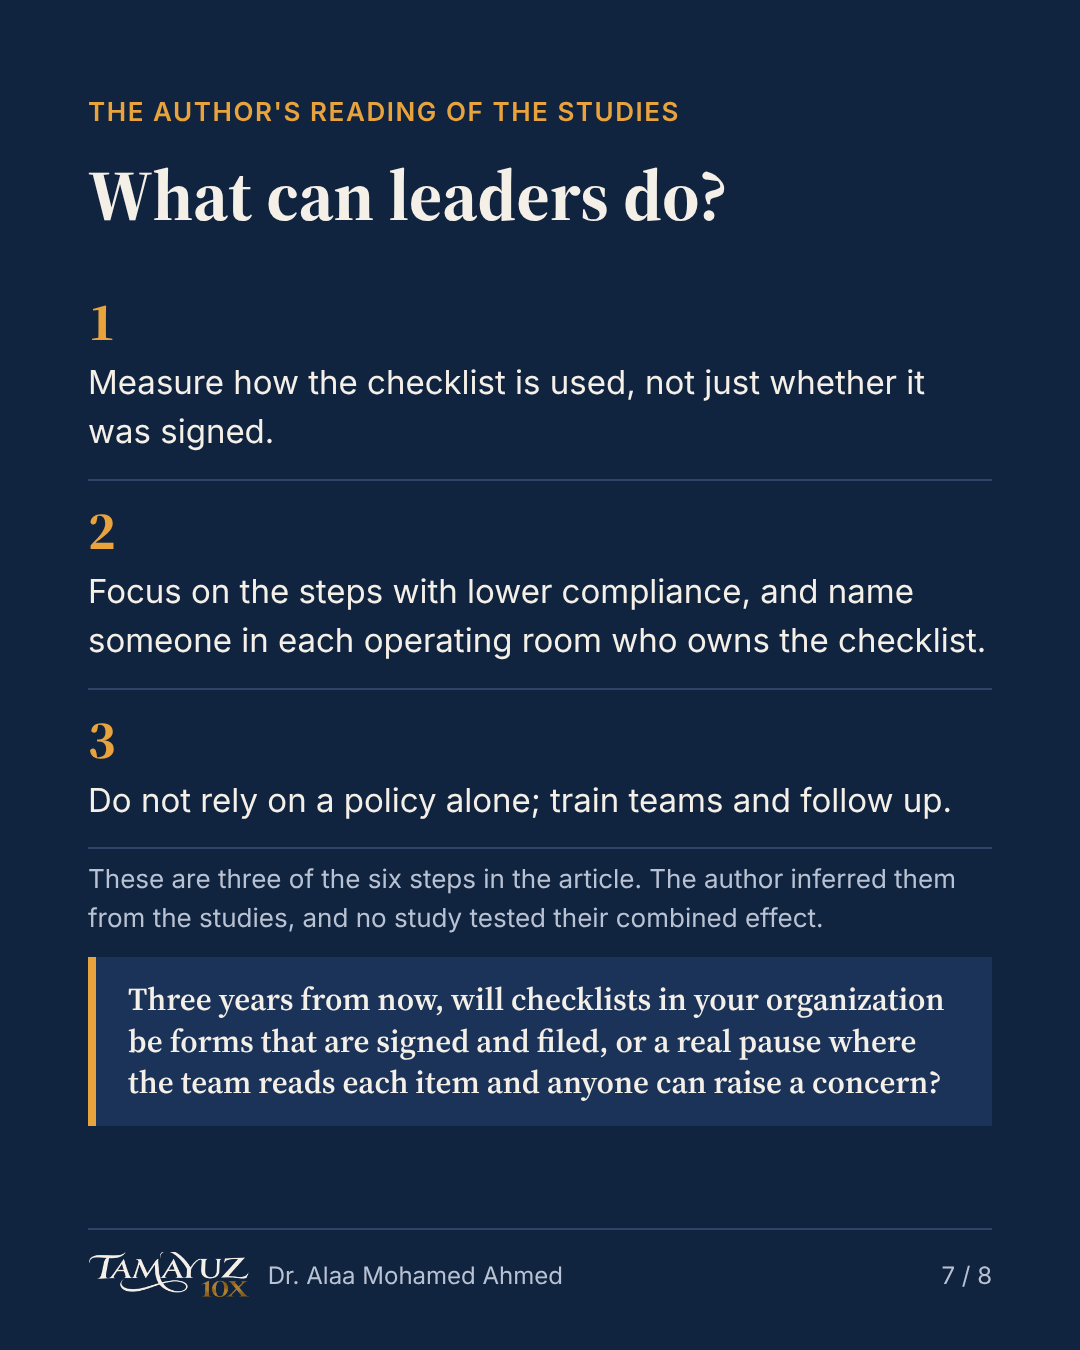 THE AUTHOR'S READING OF THE STUDIES
What can leaders do?
1
Measure how the checklist is used, not just whether it
was signed.
2
Focus on the steps with lower compliance, and name
someone in each operating room who owns the checklist.
3
Do not rely on a policy alone; train teams and follow up.
These are three of the six steps in the article. The author inferred them
from the studies, and no study tested their combined effect.
Three years from now, will checklists in your organization
be forms that are signed and filed, or a real pause where
the team reads each item and anyone can raise a concern?
TAMAYUZ
10X
Dr. Alaa Mohamed Ahmed
7 / 8